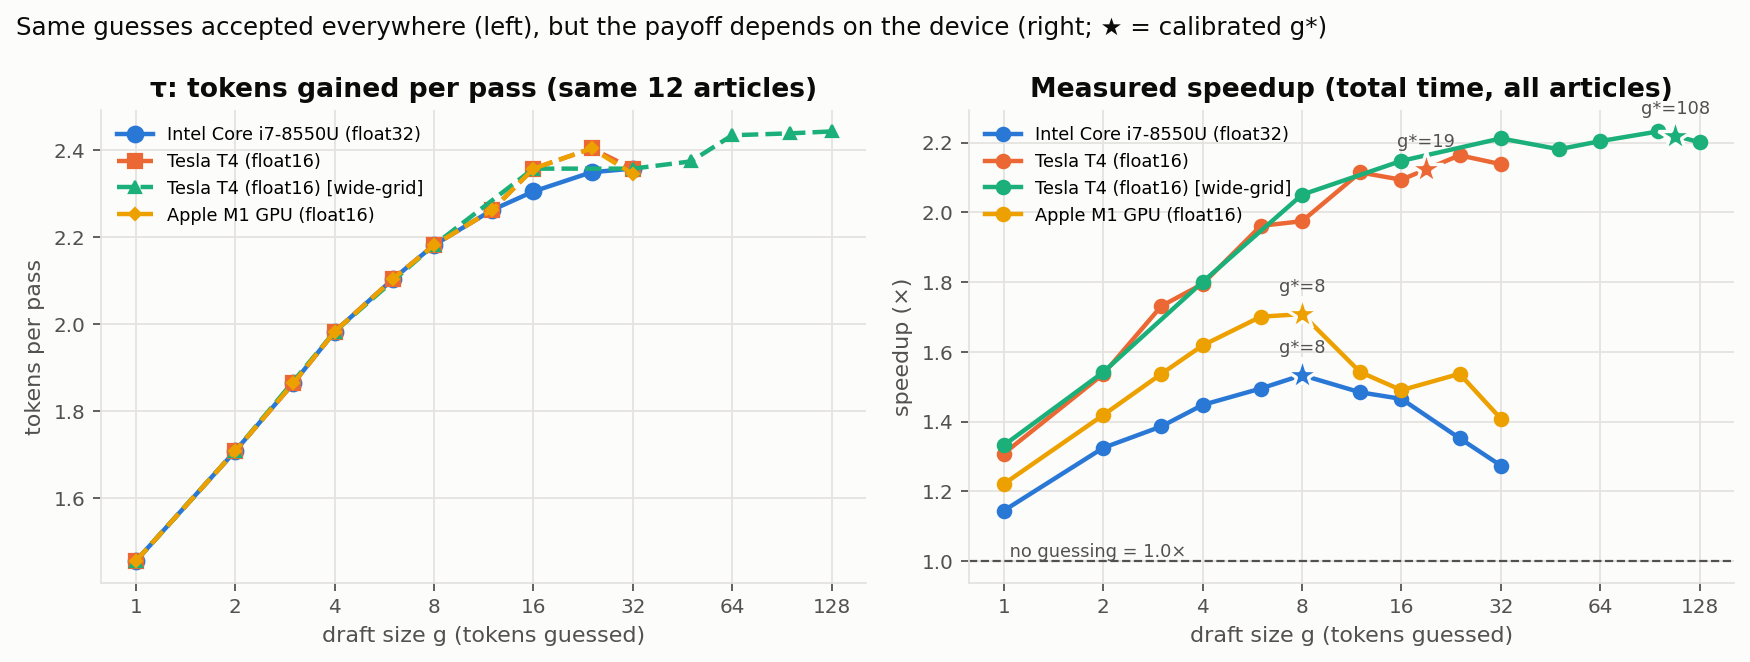 Same guesses accepted everywhere (left), but the payoff depends on the device (right; ★ = calibrated g*)
τ: tokens gained per pass (same 12 articles)
Intel Core i7-8550U (float32)
Tesla T4 (float16)
Tesla T4 (float16) [wide-grid]
Apple M1 GPU (float16)
tokens per pass
2.4
2.2
2.0
1.8
1.6
1 2 4 8 16 32 64 128
draft size g (tokens guessed)
Measured speedup (total time, all articles)
Intel Core i7-8550U (float32)
Tesla T4 (float16)
Tesla T4 (float16) [wide-grid]
Apple M1 GPU (float16)
g*=108
g*=19
g*=8
g*=8
no guessing = 1.0×
speedup (×)
2.2
2.0
1.8
1.6
1.4
1.2
1.0
1 2 4 8 16 32 64 128
draft size g (tokens guessed)